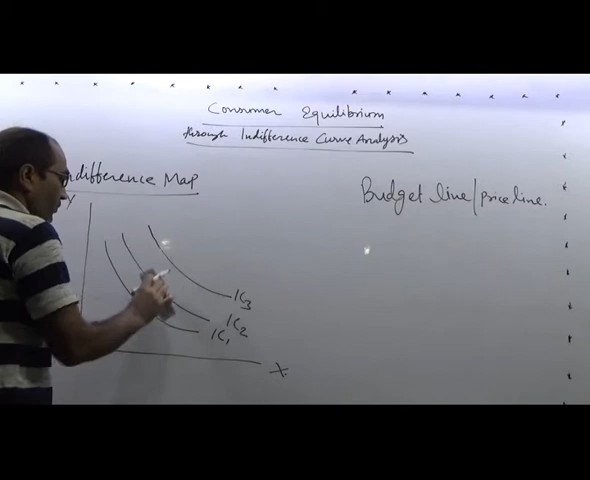 Consumer Equilibrium
through Indifference Curve Analysis
ndifference Map
Budget line/price line.
Y
IC3
IC2
IC1
X